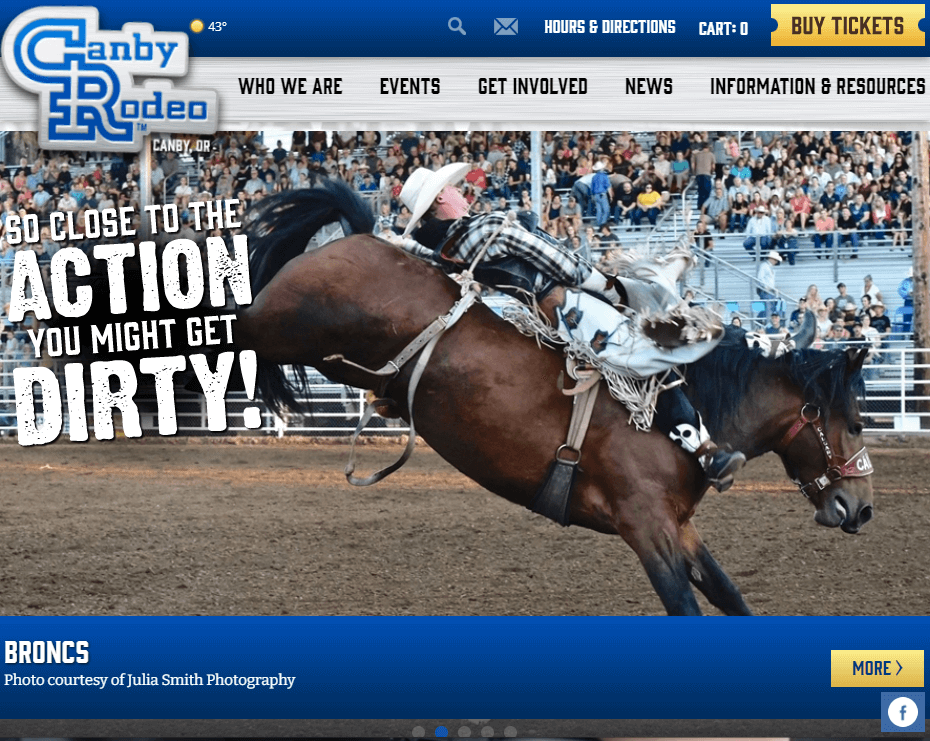 Canby
Rodeo
TM
CANBY, OR
43°
HOURS & DIRECTIONS
CART: 0
BUY TICKETS
WHO WE ARE
EVENTS
GET INVOLVED
NEWS
INFORMATION & RESOURCES
SO CLOSE TO THE
ACTION
YOU MIGHT GET
DIRTY!
BRONCS
Photo courtesy of Julia Smith Photography
MORE >
f